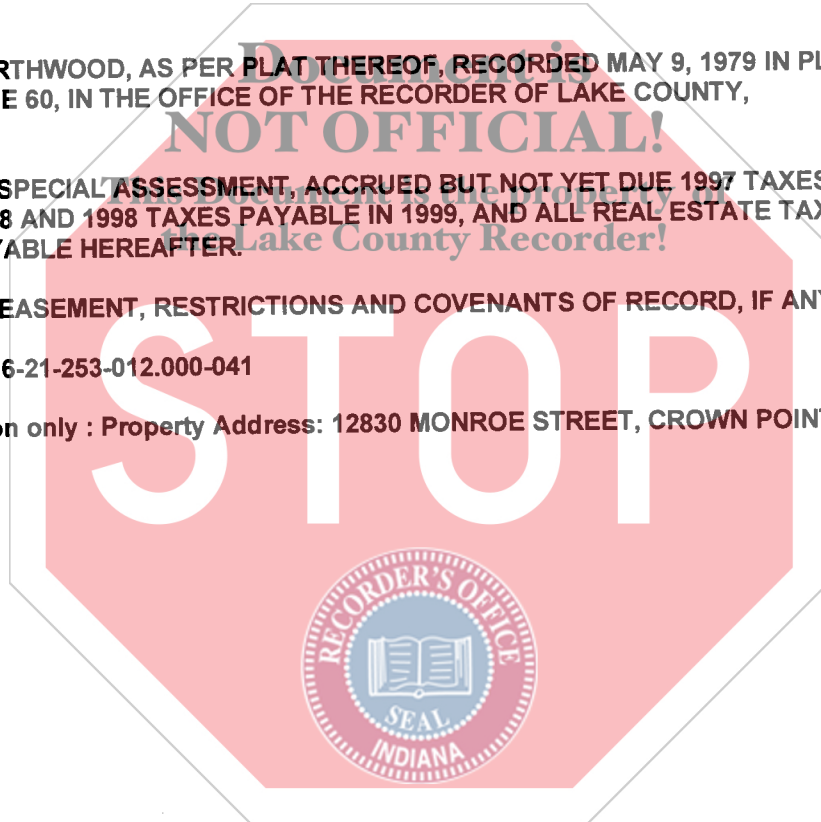 Document is
RTHWOOD, AS PER PLAT THEREOF, RECORDED MAY 9, 1979 IN PL
E 60, IN THE OFFICE OF THE RECORDER OF LAKE COUNTY,
NOT OFFICIAL!
SPECIAL ASSESSMENT, ACCRUED BUT NOT YET DUE 1997 TAXES
This Document is the property of
8 AND 1998 TAXES PAYABLE IN 1999, AND ALL REAL ESTATE TAX
the Lake County Recorder!
YABLE HEREAFTER.
EASEMENT, RESTRICTIONS AND COVENANTS OF RECORD, IF ANY
STOP
6-21-253-012.000-041
on only : Property Address: 12830 MONROE STREET, CROWN POINT
RECORDER'S OFFICE
SEAL
INDIANA